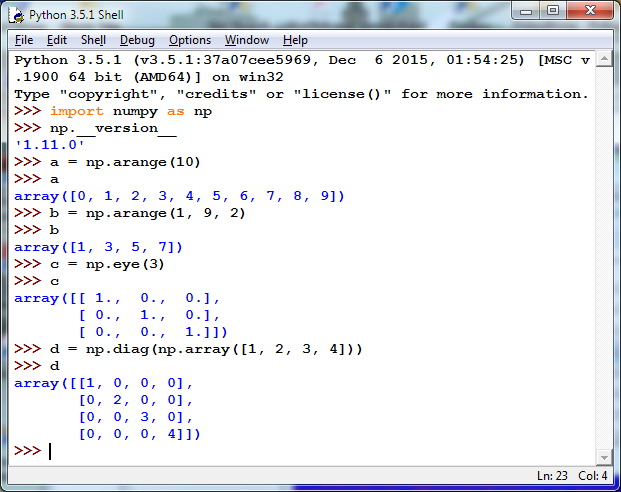 Python 3.5.1 Shell
File Edit Shell Debug Options Window Help
Python 3.5.1 (v3.5.1:37a07cee5969, Dec  6 2015, 01:54:25) [MSC v
.1900 64 bit (AMD64)] on win32
Type "copyright", "credits" or "license()" for more information.
>>> import numpy as np
>>> np.__version__
'1.11.0'
>>> a = np.arange(10)
>>> a
array([0, 1, 2, 3, 4, 5, 6, 7, 8, 9])
>>> b = np.arange(1, 9, 2)
>>> b
array([1, 3, 5, 7])
>>> c = np.eye(3)
>>> c
array([[ 1.,  0.,  0.],
       [ 0.,  1.,  0.],
       [ 0.,  0.,  1.]])
>>> d = np.diag(np.array([1, 2, 3, 4]))
>>> d
array([[1, 0, 0, 0],
       [0, 2, 0, 0],
       [0, 0, 3, 0],
       [0, 0, 0, 4]])
>>>
Ln: 23 Col: 4